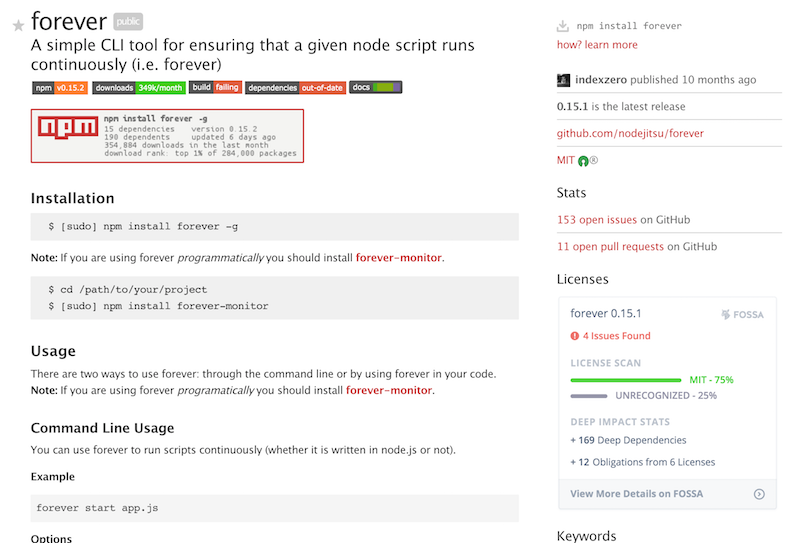 forever public
A simple CLI tool for ensuring that a given node script runs
continuously (i.e. forever)
npm v0.15.2 downloads 349k/month build failing dependencies out-of-date docs
npm
npm install forever -g
15 dependencies version 0.15.2
190 dependents updated 6 days ago
354,884 downloads in the last month
download rank: top 1% of 284,000 packages
Installation
$ [sudo] npm install forever -g
Note: If you are using forever programmatically you should install forever-monitor.
$ cd /path/to/your/project
$ [sudo] npm install forever-monitor
Usage
There are two ways to use forever: through the command line or by using forever in your code.
Note: If you are using forever programatically you should install forever-monitor.
Command Line Usage
You can use forever to run scripts continuously (whether it is written in node.js or not).
Example
forever start app.js
Options
npm install forever
how? learn more
indexzero published 10 months ago
0.15.1 is the latest release
github.com/nodejitsu/forever
MIT ®
Stats
153 open issues on GitHub
11 open pull requests on GitHub
Licenses
forever 0.15.1 FOSSA
4 Issues Found
LICENSE SCAN
MIT - 75%
UNRECOGNIZED - 25%
DEEP IMPACT STATS
+ 169 Deep Dependencies
+ 12 Obligations from 6 Licenses
View More Details on FOSSA
Keywords